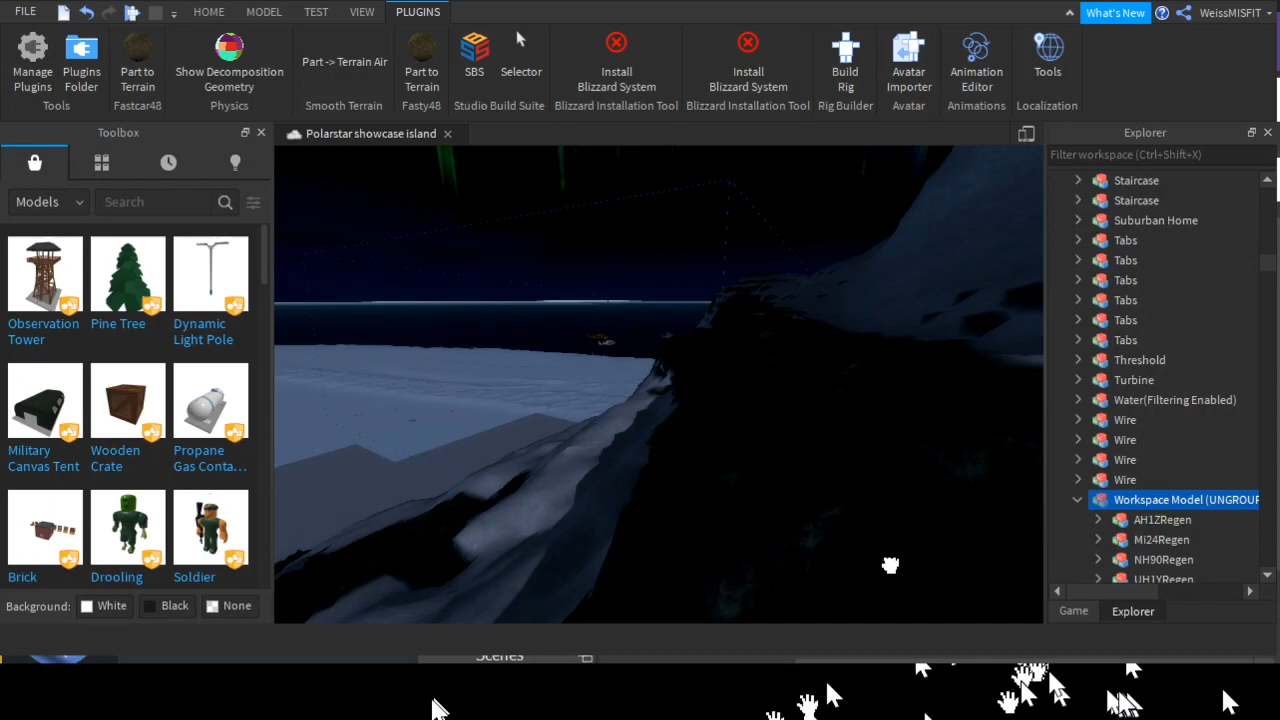 FILE HOME MODEL TEST VIEW PLUGINS What's New WeissMISFIT
Manage Plugins
Plugins Folder
Part to Terrain
Show Decomposition Geometry
Part -> Terrain Air
Part to Terrain
SBS
Selector
Install Blizzard System
Install Blizzard System
Build Rig
Avatar Importer
Animation Editor
Tools
Tools Fastcar48 Physics Smooth Terrain Fasty48 Studio Build Suite Blizzard Installation Tool Blizzard Installation Tool Rig Builder Avatar Animations Localization
Toolbox
Polarstar showcase island
Explorer
Filter workspace (Ctrl+Shift+X)
Models
Search
Observation Tower
Pine Tree
Dynamic Light Pole
Military Canvas Tent
Wooden Crate
Propane Gas Conta...
Brick
Drooling
Soldier
Background: White Black None
Staircase
Staircase
Suburban Home
Tabs
Tabs
Tabs
Tabs
Tabs
Tabs
Threshold
Turbine
Water(Filtering Enabled)
Wire
Wire
Wire
Wire
Workspace Model (UNGROUP
AH1ZRegen
Mi24Regen
NH90Regen
UH1YRegen
Game
Explorer
Scenes